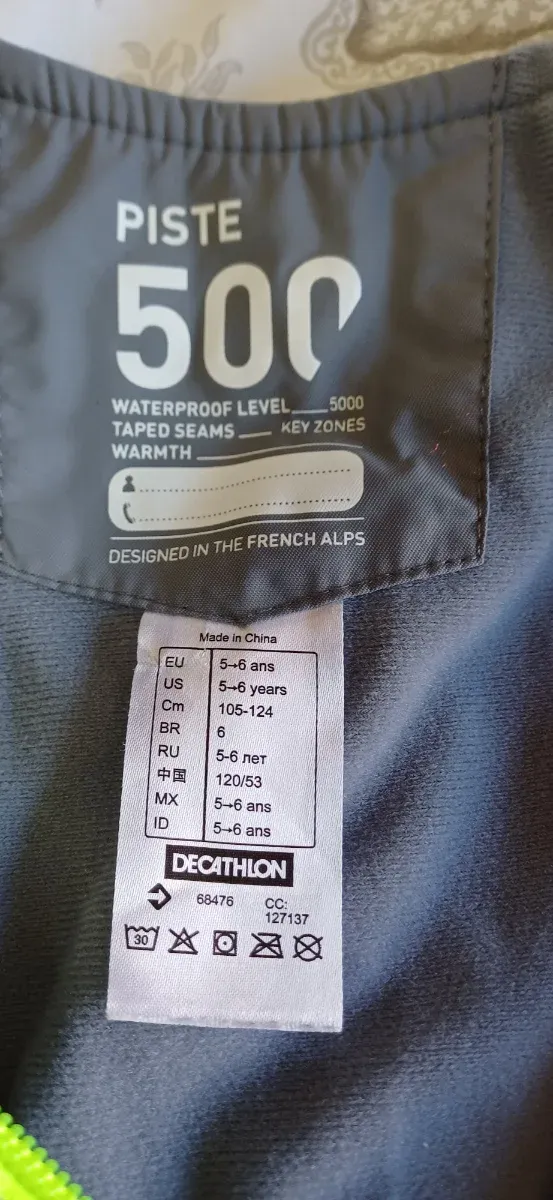 PISTE
500
WATERPROOF LEVEL 5000
TAPED SEAMS KEY ZONES
WARMTH
DESIGNED IN THE FRENCH ALPS
Made in China
EU 5→6 ans
US 5→6 years
Cm 105-124
BR 6
RU 5-6 лет
中国 120/53
MX 5→6 ans
ID 5→6 ans
DECATHLON
68476 CC:
127137
30